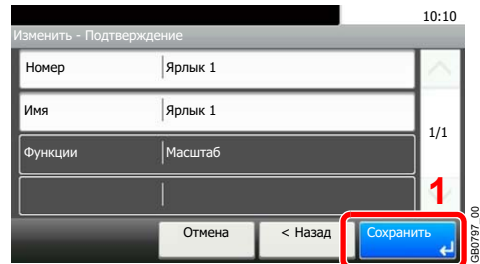 10:10
Изменить - Подтверждение
Номер Ярлык 1
Имя Ярлык 1
1/1
Функции Масштаб
1
Отмена < Назад Сохранить
GB0797_00